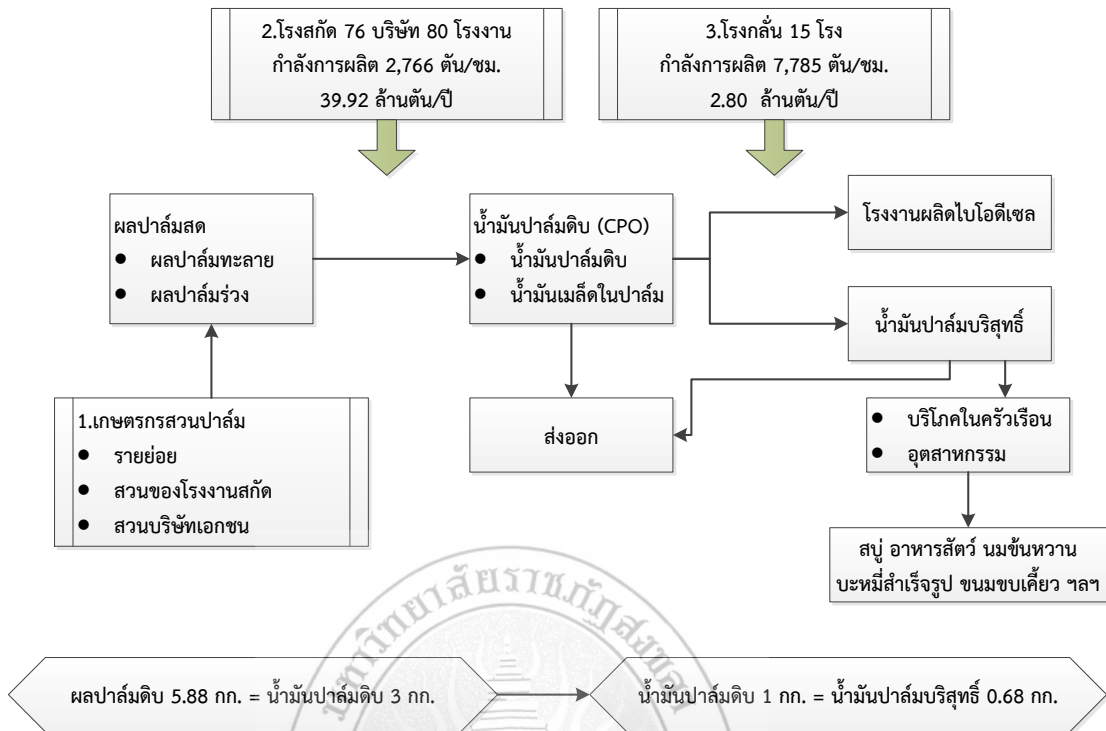 2.โรงสกัด 76 บริษัท 80 โรงงาน
กำลังการผลิต 2,766 ตัน/ชม.
39.92 ล้านตัน/ปี
3.โรงกลั่น 15 โรง
กำลังการผลิต 7,785 ตัน/ชม.
2.80 ล้านตัน/ปี
ผลปาล์มสด
● ผลปาล์มทะลาย
● ผลปาล์มร่วง
น้ำมันปาล์มดิบ (CPO)
● น้ำมันปาล์มดิบ
● น้ำมันเมล็ดในปาล์ม
โรงงานผลิตไบโอดีเซล
น้ำมันปาล์มบริสุทธิ์
1.เกษตรกรสวนปาล์ม
● รายย่อย
● สวนของโรงงานสกัด
● สวนบริษัทเอกชน
ส่งออก
● บริโภคในครัวเรือน
● อุตสาหกรรม
สบู่ อาหารสัตว์ นมข้นหวาน
บะหมี่สำเร็จรูป ขนมขบเคี้ยว ฯลฯ
ผลปาล์มดิบ 5.88 กก. = น้ำมันปาล์มดิบ 3 กก.
น้ำมันปาล์มดิบ 1 กก. = น้ำมันปาล์มบริสุทธิ์ 0.68 กก.